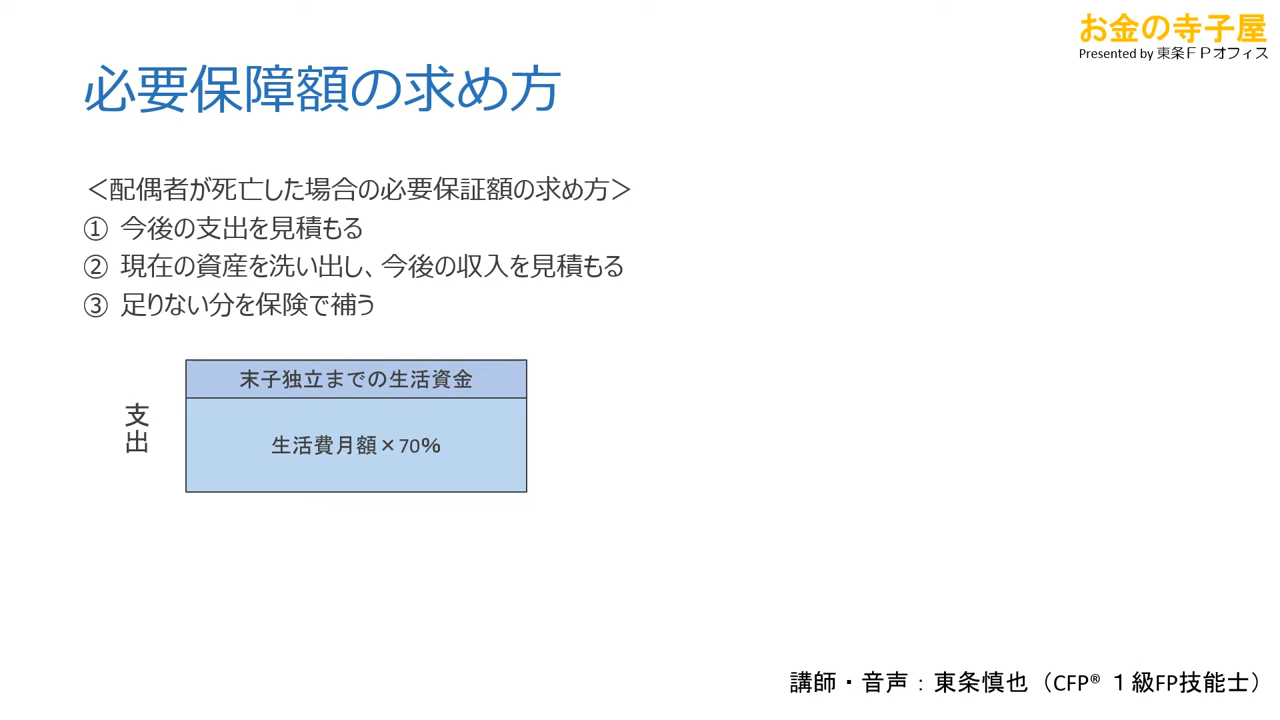 お金の寺子屋
Presented by 東条ＦＰオフィス
必要保障額の求め方
＜配偶者が死亡した場合の必要保証額の求め方＞
① 今後の支出を見積もる
② 現在の資産を洗い出し、今後の収入を見積もる
③ 足りない分を保険で補う
支出
末子独立までの生活資金
生活費月額×70%
講師・音声：東条慎也（CFP® １級FP技能士）